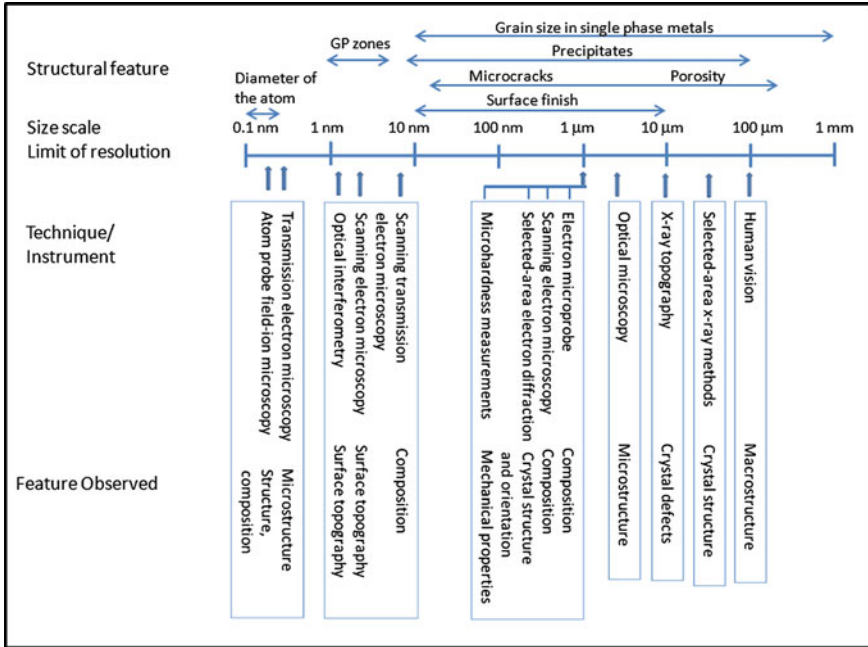 Grain size in single phase metals
GP zones
Precipitates
Structural feature
Microcracks
Porosity
Diameter of
the atom
Surface finish
Size scale
0.1 nm
1 nm
10 nm
100 nm
1 µm
10 µm
100 µm
1 mm
Limit of resolution
Technique/
Instrument
Transmission electron microscopy
Atom probe field-ion microscopy
Scanning transmission
electron microscopy
Scanning electron microscopy
Optical interferometry
Electron microprobe
Scanning electron microscopy
Selected-area electron diffraction
Microhardness measurements
Optical microscopy
X-ray topography
Selected-area x-ray methods
Human vision
Feature Observed
Microstructure
Structure,
composition
Composition
Surface topography
Surface topography
Composition
Composition
Crystal structure
and orientation
Mechanical properties
Microstructure
Crystal defects
Crystal structure
Macrostructure